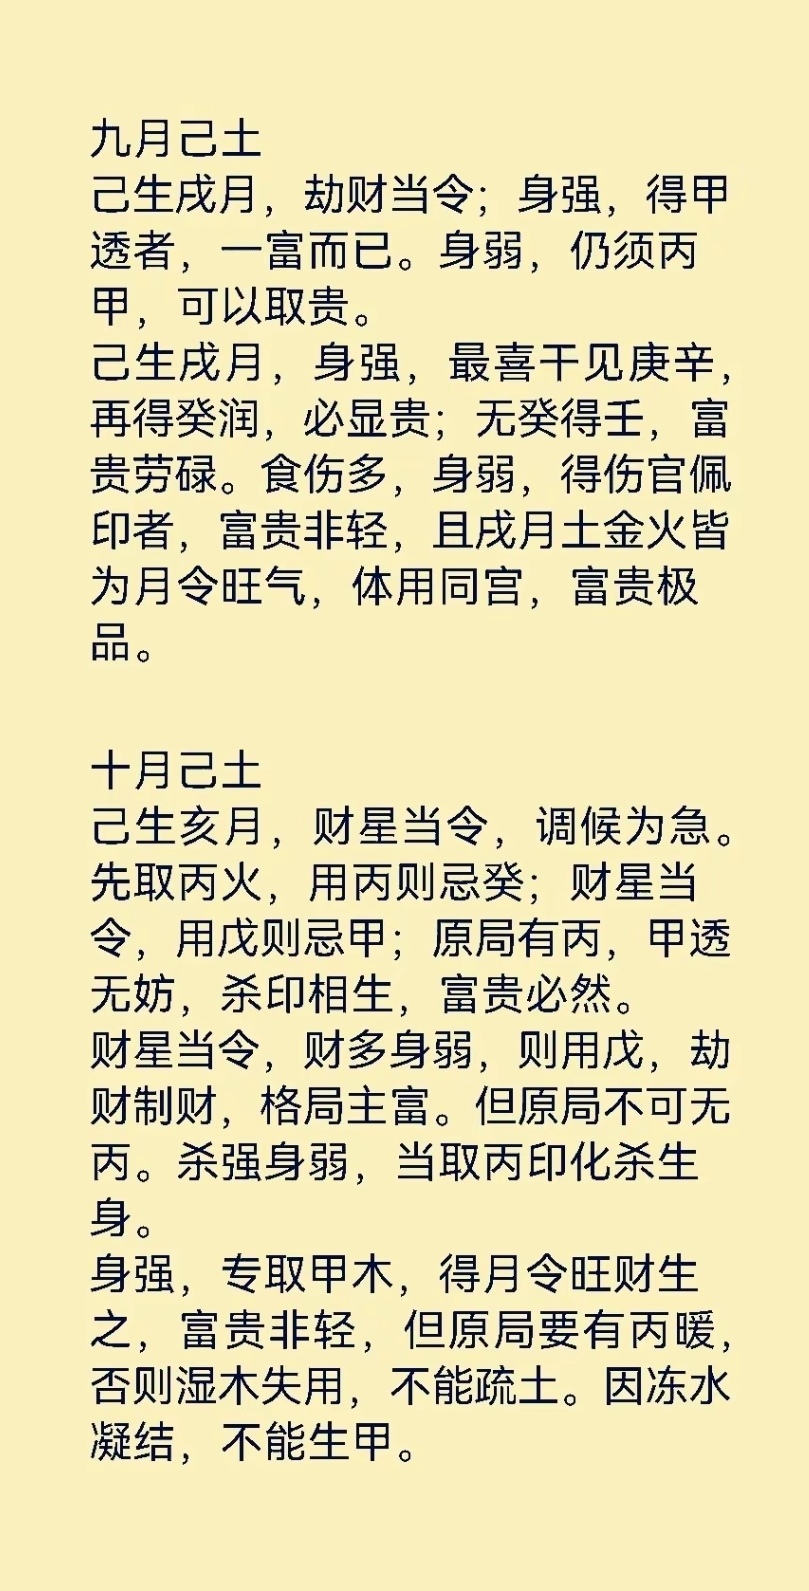 九月己土
己生戌月，劫财当令；身强，得甲
透者，一富而已。身弱，仍须丙
甲，可以取贵。
己生戌月，身强，最喜干见庚辛，
再得癸润，必显贵；无癸得壬，富
贵劳碌。食伤多，身弱，得伤官佩
印者，富贵非轻，且戌月土金火皆
为月令旺气，体用同宫，富贵极
品。
十月己土
己生亥月，财星当令，调候为急。
先取丙火，用丙则忌癸；财星当
令，用戊则忌甲；原局有丙，甲透
无妨，杀印相生，富贵必然。
财星当令，财多身弱，则用戊，劫
财制财，格局主富。但原局不可无
丙。杀强身弱，当取丙印化杀生
身。
身强，专取甲木，得月令旺财生
之，富贵非轻，但原局要有丙暖，
否则湿木失用，不能疏土。因冻水
凝结，不能生甲。